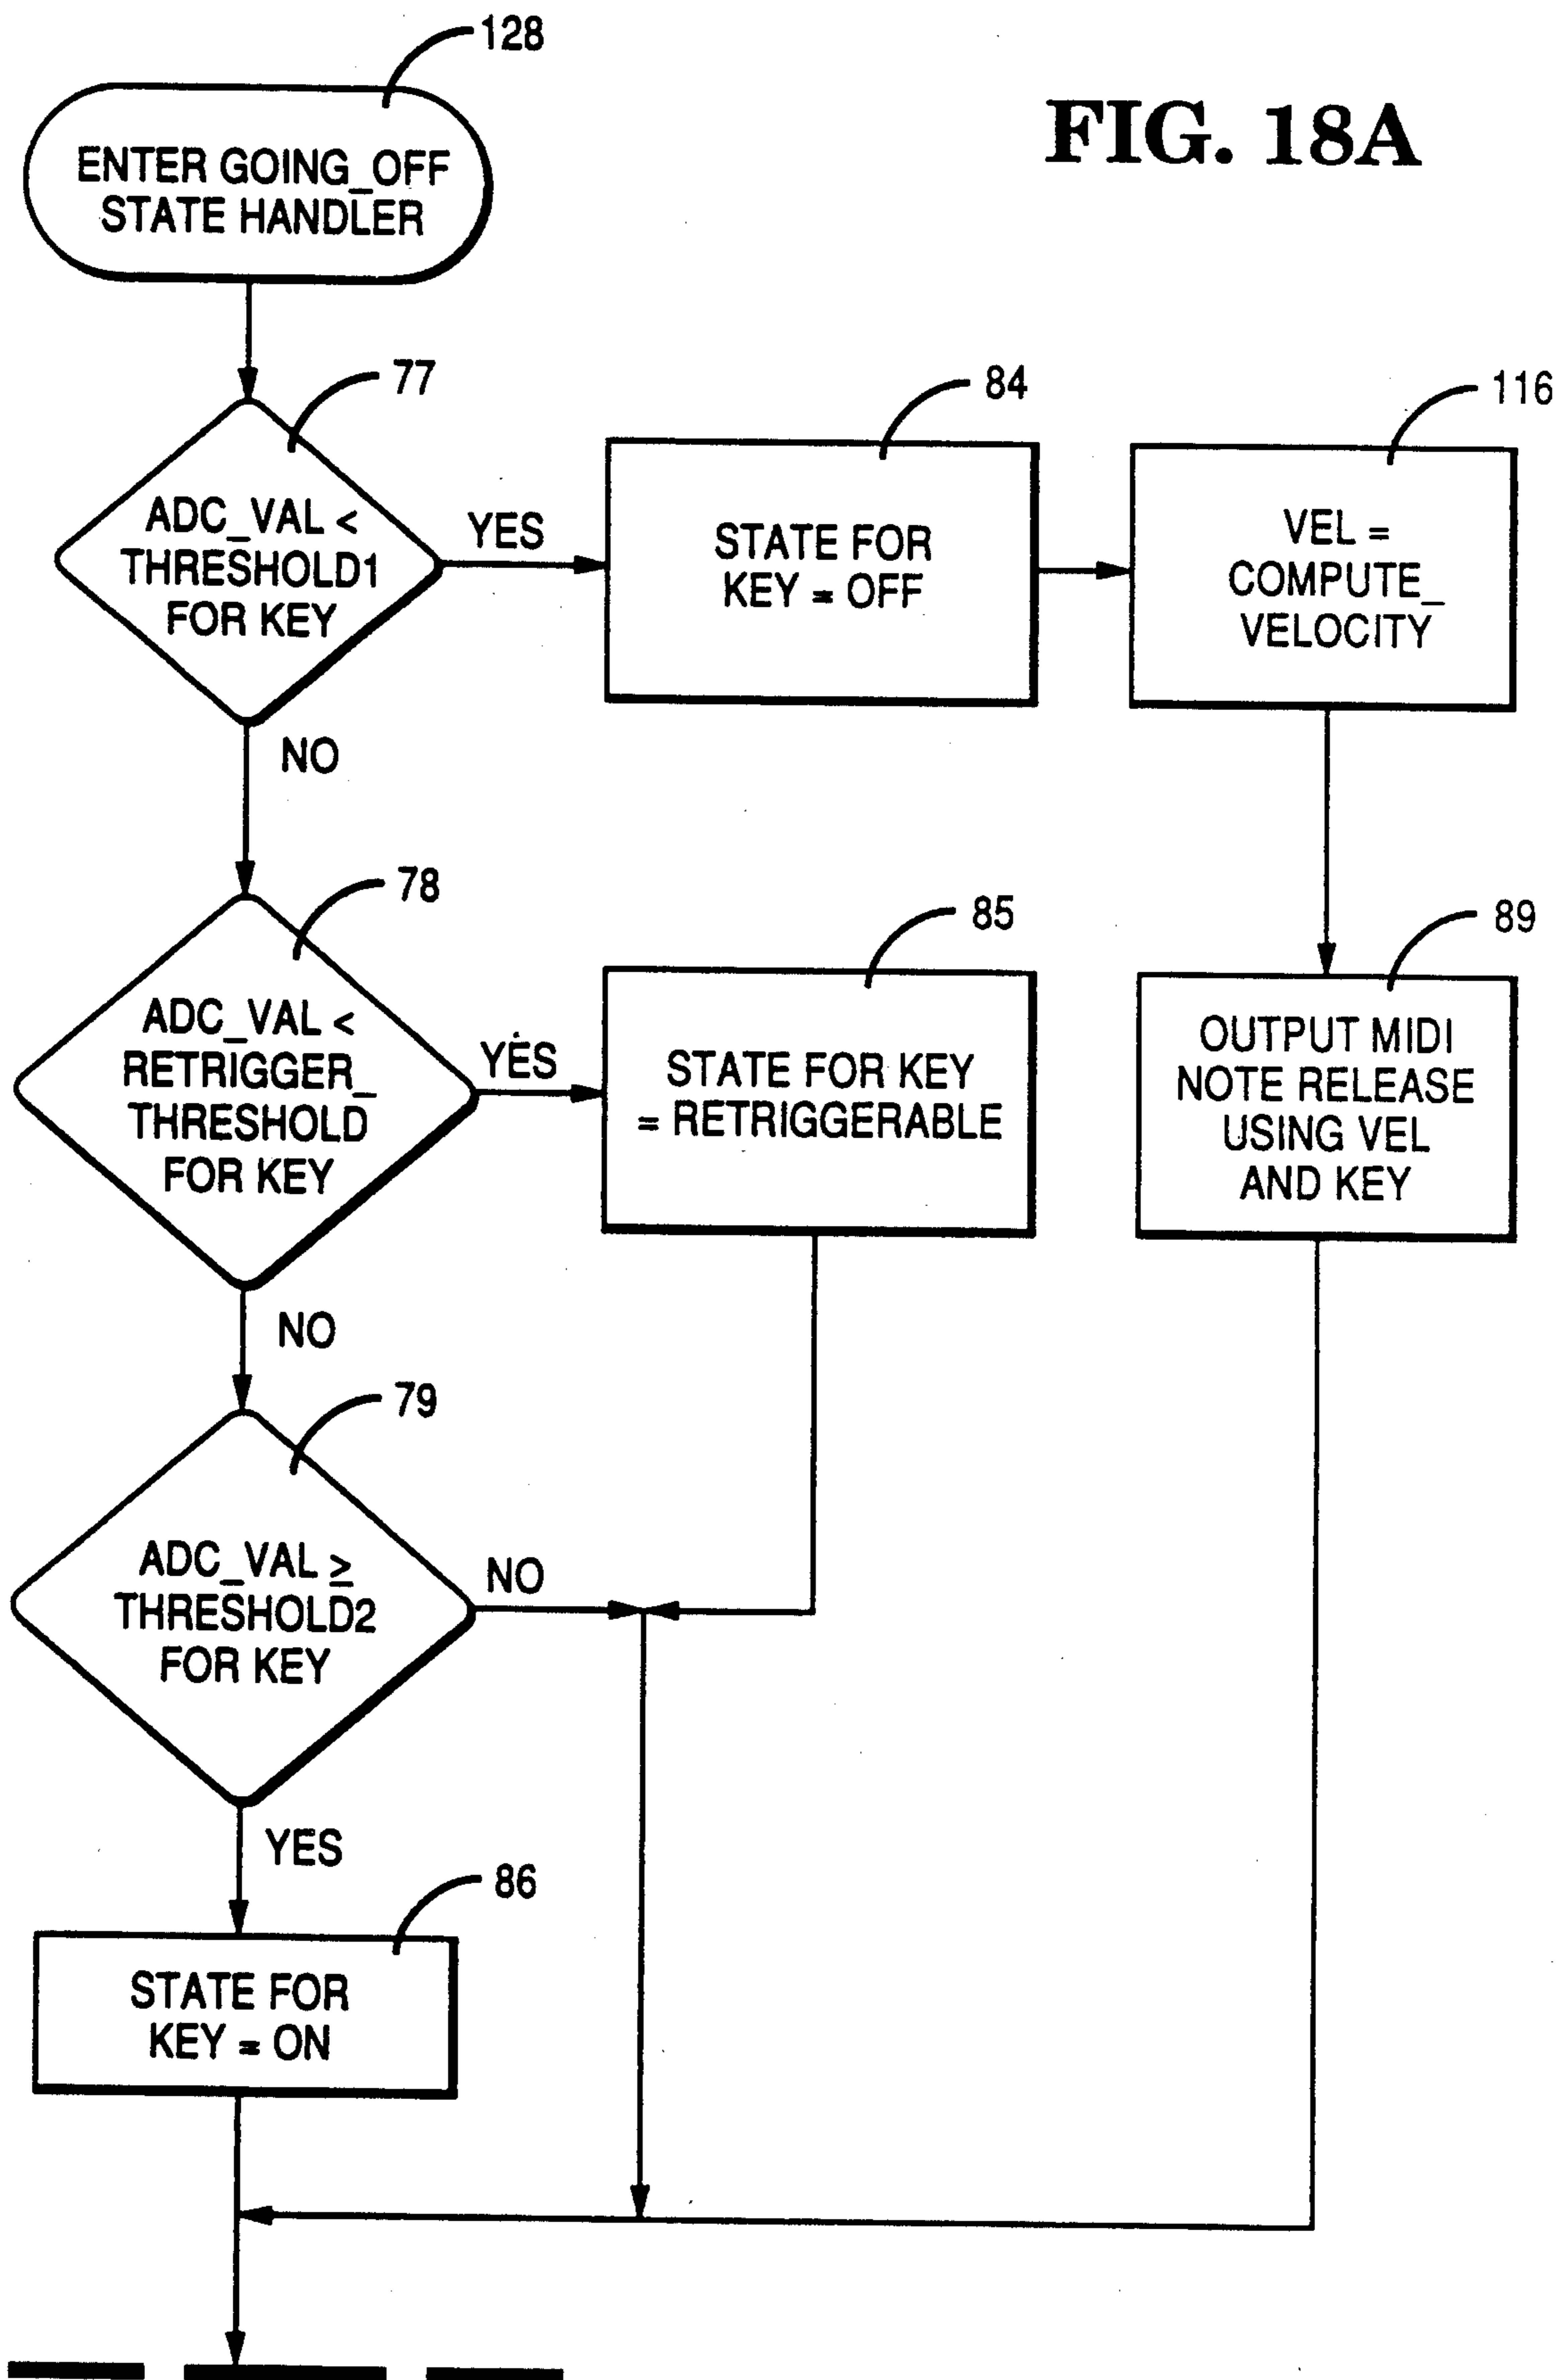 128
FIG. 18A
ENTER GOING_OFF
STATE HANDLER
77
ADC_VAL <
THRESHOLD1
FOR KEY
YES
NO
84
STATE FOR
KEY = OFF
116
VEL =
COMPUTE_
VELOCITY
78
ADC_VAL <
RETRIGGER_
THRESHOLD
FOR KEY
YES
NO
85
STATE FOR KEY
= RETRIGGERABLE
89
OUTPUT MIDI
NOTE RELEASE
USING VEL
AND KEY
79
ADC_VAL ≥
THRESHOLD2
FOR KEY
NO
YES
86
STATE FOR
KEY = ON